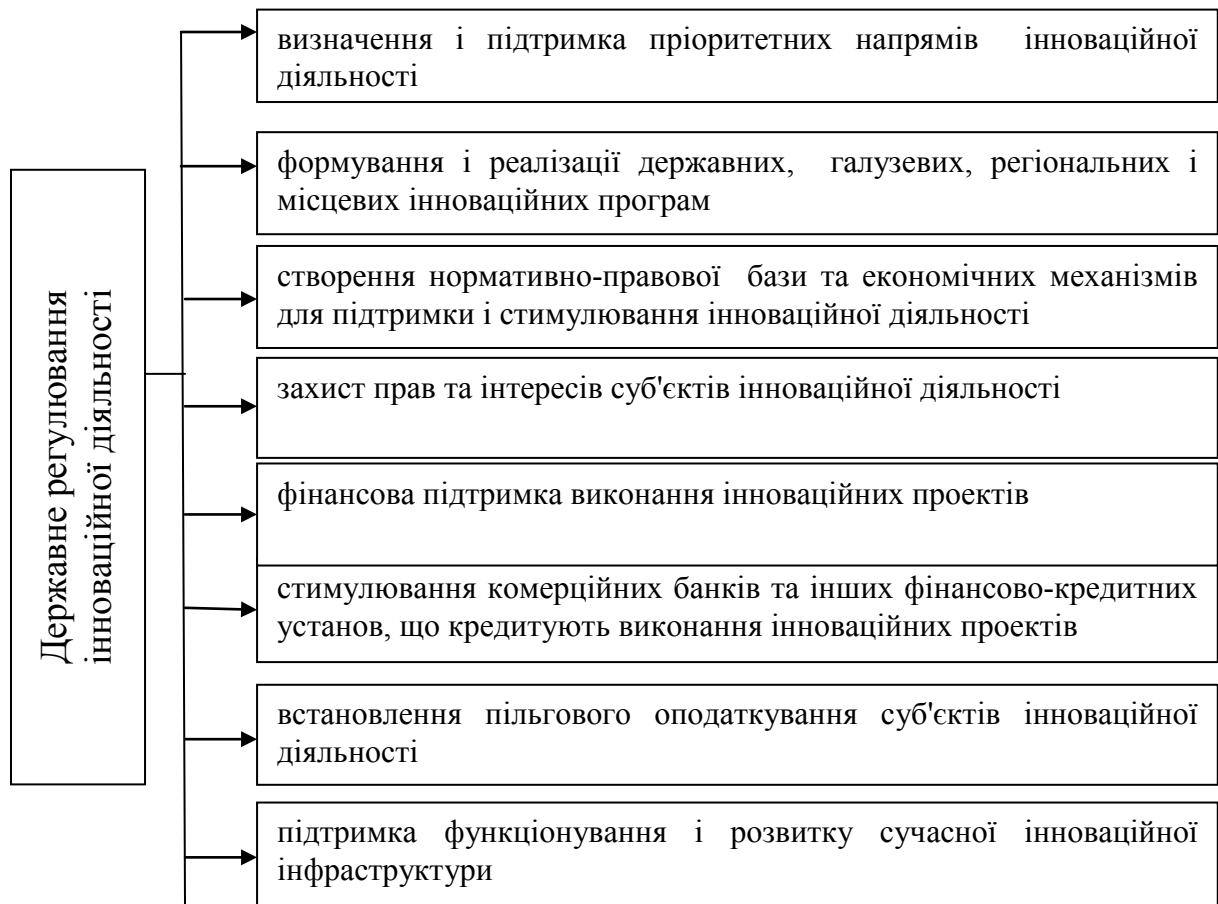 Державне регулювання
інноваційної діяльності
визначення і підтримка пріоритетних напрямів інноваційної
діяльності
формування і реалізації державних, галузевих, регіональних і
місцевих інноваційних програм
створення нормативно-правової бази та економічних механізмів
для підтримки і стимулювання інноваційної діяльності
захист прав та інтересів суб'єктів інноваційної діяльності
фінансова підтримка виконання інноваційних проектів
стимулювання комерційних банків та інших фінансово-кредитних
установ, що кредитують виконання інноваційних проектів
встановлення пільгового оподаткування суб'єктів інноваційної
діяльності
підтримка функціонування і розвитку сучасної інноваційної
інфраструктури